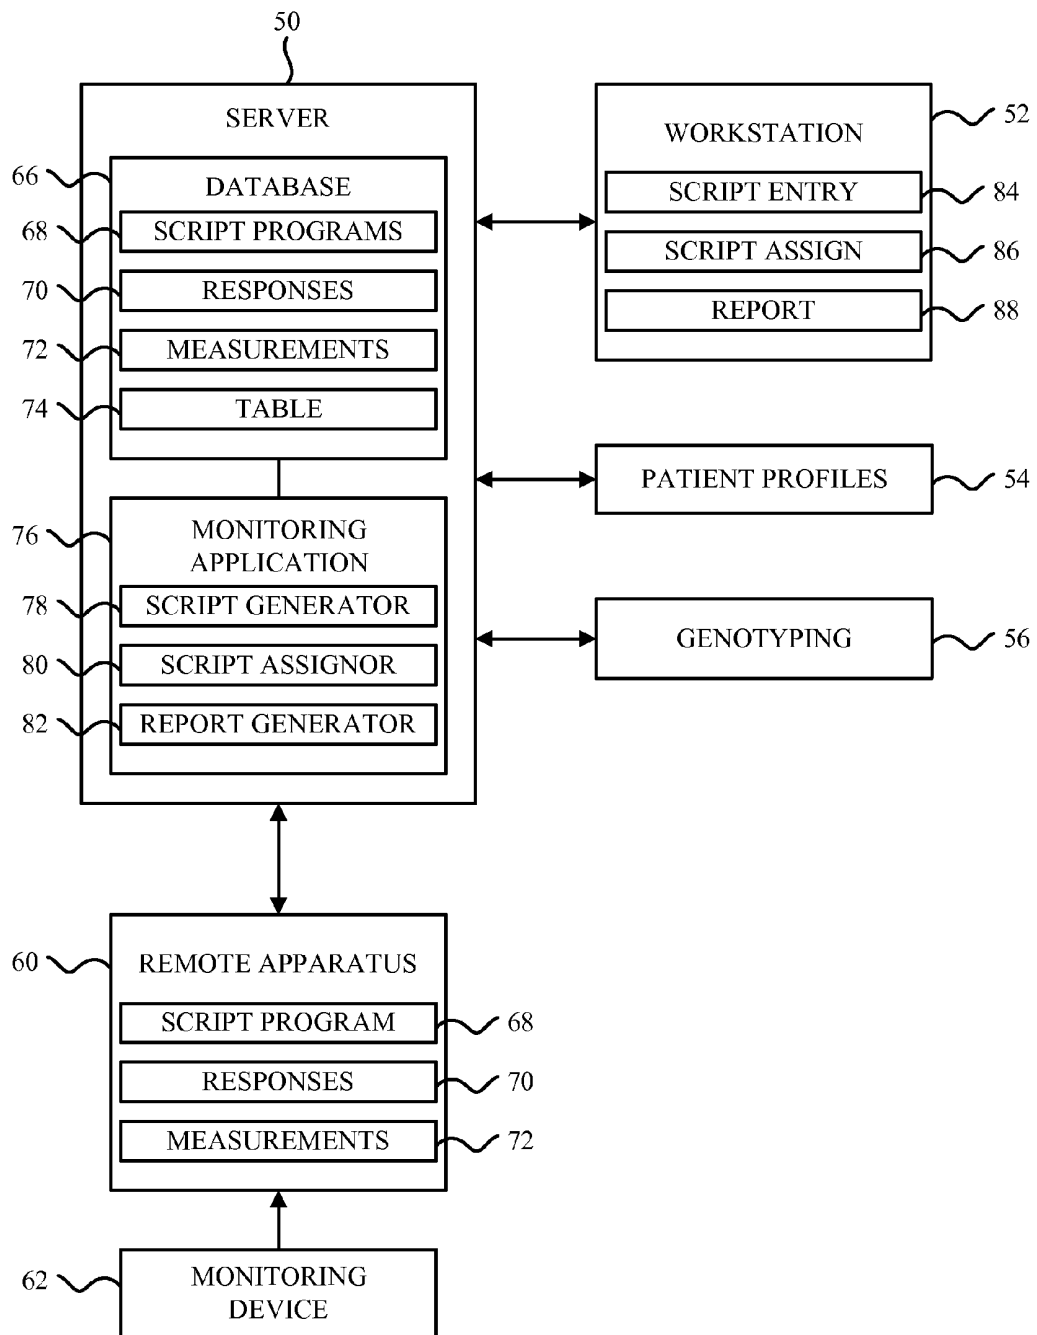 50
SERVER
66
DATABASE
68
SCRIPT PROGRAMS
70
RESPONSES
72
MEASUREMENTS
74
TABLE
76
MONITORING
APPLICATION
78
SCRIPT GENERATOR
80
SCRIPT ASSIGNOR
82
REPORT GENERATOR
WORKSTATION
52
SCRIPT ENTRY
84
SCRIPT ASSIGN
86
REPORT
88
PATIENT PROFILES
54
GENOTYPING
56
60
REMOTE APPARATUS
SCRIPT PROGRAM
68
RESPONSES
70
MEASUREMENTS
72
62
MONITORING
DEVICE